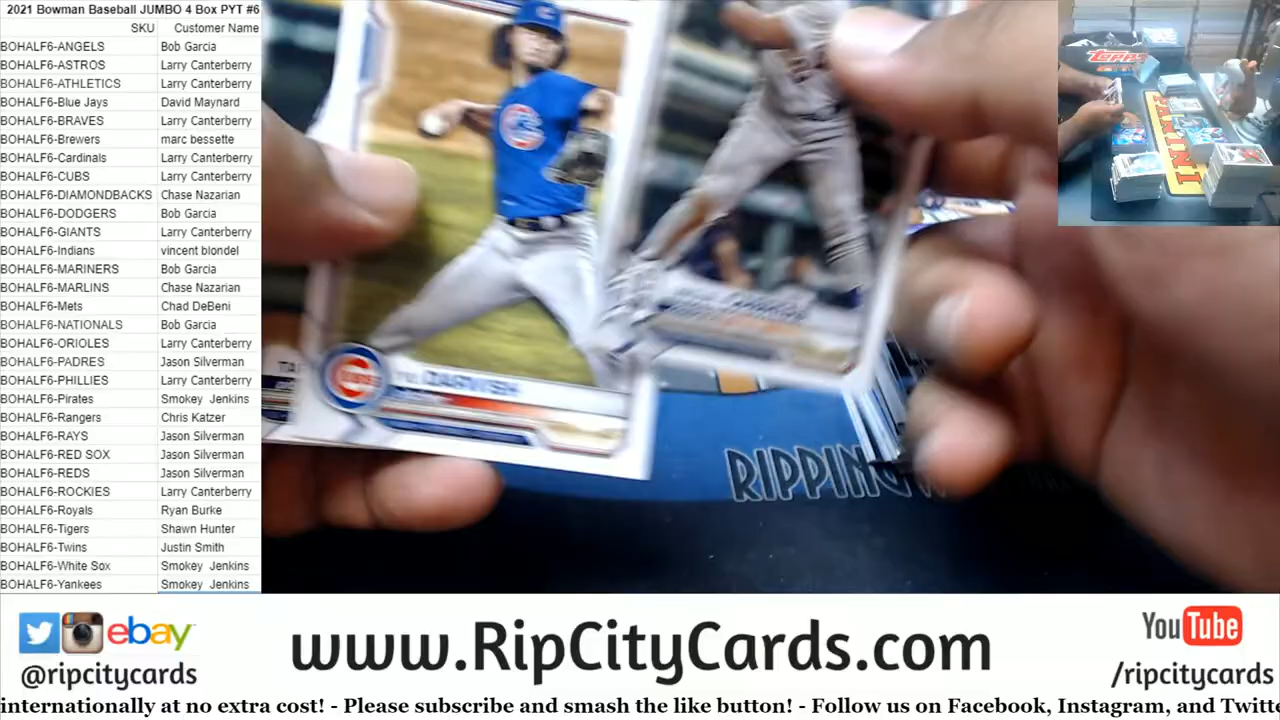 2021 Bowman Baseball JUMBO 4 Box PYT #6
SKU Customer Name
BOHALF6-ANGELS Bob Garcia
BOHALF6-ASTROS Larry Canterberry
BOHALF6-ATHLETICS Larry Canterberry
BOHALF6-Blue Jays David Maynard
BOHALF6-BRAVES Larry Canterberry
BOHALF6-Brewers marc bessette
BOHALF6-Cardinals Larry Canterberry
BOHALF6-CUBS Larry Canterberry
BOHALF6-DIAMONDBACKS Chase Nazarian
BOHALF6-DODGERS Bob Garcia
BOHALF6-GIANTS Larry Canterberry
BOHALF6-Indians vincent blondel
BOHALF6-MARINERS Bob Garcia
BOHALF6-MARLINS Chase Nazarian
BOHALF6-Mets Chad DeBeni
BOHALF6-NATIONALS Bob Garcia
BOHALF6-ORIOLES Larry Canterberry
BOHALF6-PADRES Jason Silverman
BOHALF6-PHILLIES Larry Canterberry
BOHALF6-Pirates Smokey Jenkins
BOHALF6-Rangers Chris Katzer
BOHALF6-RAYS Jason Silverman
BOHALF6-RED SOX Jason Silverman
BOHALF6-REDS Jason Silverman
BOHALF6-ROCKIES Larry Canterberry
BOHALF6-Royals Ryan Burke
BOHALF6-Tigers Shawn Hunter
BOHALF6-Twins Justin Smith
BOHALF6-White Sox Smokey Jenkins
BOHALF6-Yankees Smokey Jenkins
Topps
PANINI
C
CUBS
YU DARVISH
TA
RIPPING
ebay
@ripcitycards
www.RipCityCards.com
YouTube
/ripcitycards
internationally at no extra cost! - Please subscribe and smash the like button! - Follow us on Facebook, Instagram, and Twitte